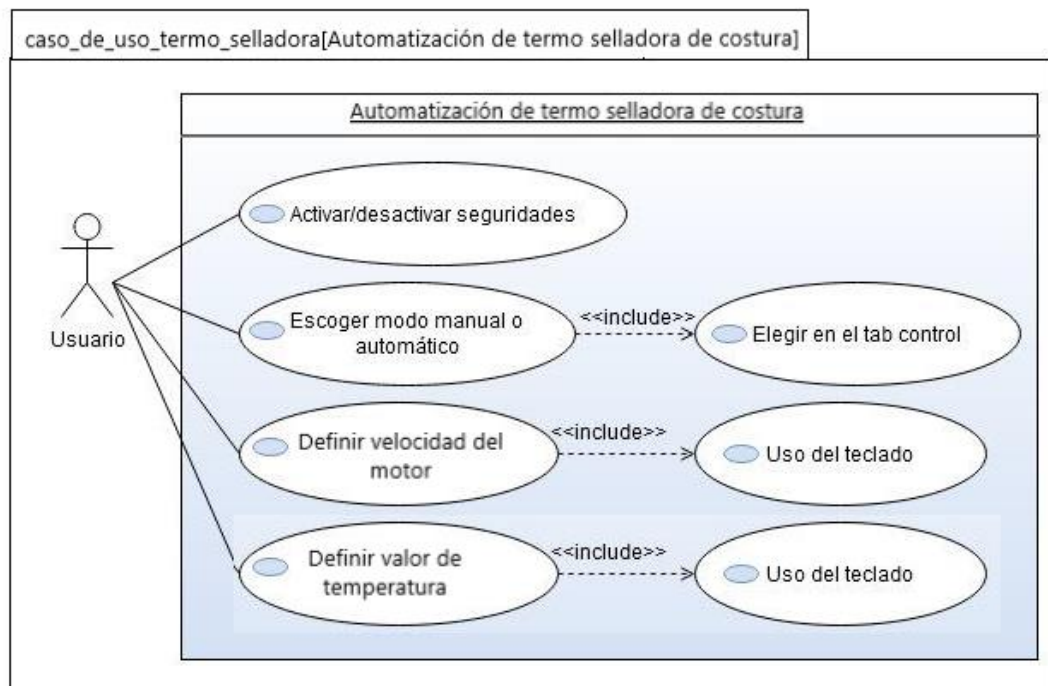 caso_de_uso_termo_selladora[Automatización de termo selladora de costura]
Automatización de termo selladora de costura
Activar/desactivar seguridades
Usuario
Escoger modo manual o
automático
<<include>>
Elegir en el tab control
Definir velocidad del
motor
<<include>>
Uso del teclado
Definir valor de
temperatura
<<include>>
Uso del teclado